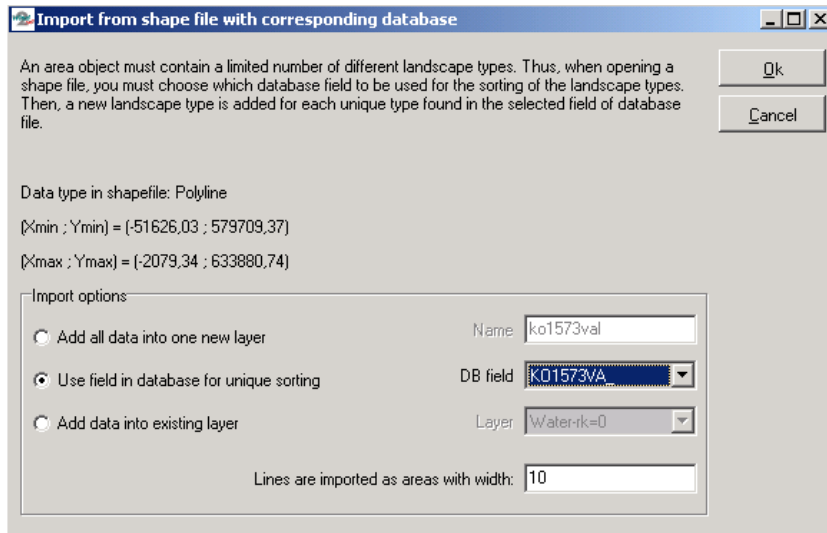 Import from shape file with corresponding database
An area object must contain a limited number of different landscape types. Thus, when opening a
shape file, you must choose which database field to be used for the sorting of the landscape types.
Then, a new landscape type is added for each unique type found in the selected field of database
file.
Ok
Cancel
Data type in shapefile: Polyline
(Xmin ; Ymin) = (-51626,03 ; 579709,37)
(Xmax ; Ymax) = (-2079,34 ; 633880,74)
Import options
Add all data into one new layer
Name ko1573val
Use field in database for unique sorting
DB field KO1573VA_
Add data into existing layer
Layer Water-rk=0
Lines are imported as areas with width: 10